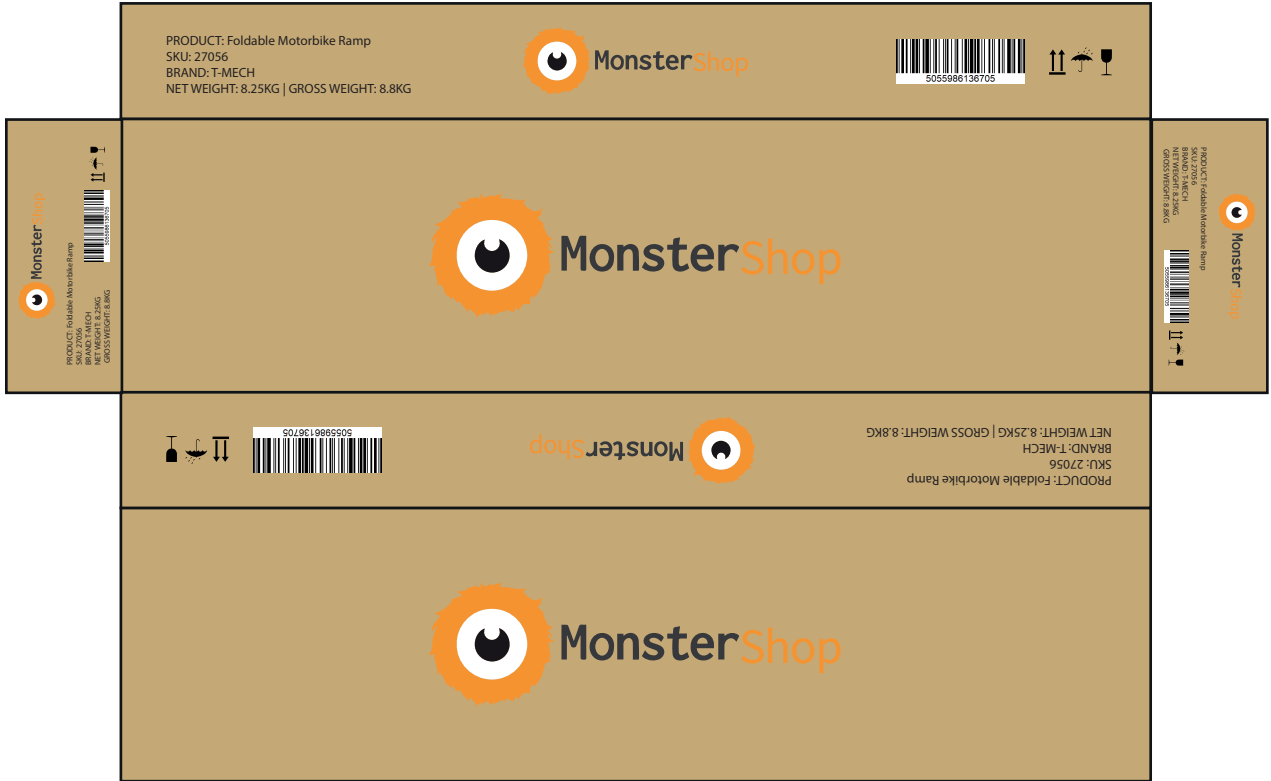 PRODUCT: Foldable Motorbike Ramp
SKU: 27056
BRAND: T-MECH
NET WEIGHT: 8.25KG | GROSS WEIGHT: 8.8KG
MonsterShop
5055986136705
MonsterShop
5055986136705
PRODUCT: Foldable Motorbike Ramp
SKU: 27056
BRAND: T-MECH
NET WEIGHT: 8.25KG
GROSS WEIGHT: 8.8KG
MonsterShop
PRODUCT: Foldable Motorbike Ramp
SKU: 27056
BRAND: T-MECH
NET WEIGHT: 8.25KG
GROSS WEIGHT: 8.8KG
5055986136705
MonsterShop
PRODUCT: Foldable Motorbike Ramp
SKU: 27056
BRAND: T-MECH
NET WEIGHT: 8.25KG | GROSS WEIGHT: 8.8KG
MonsterShop
5055986136705
MonsterShop